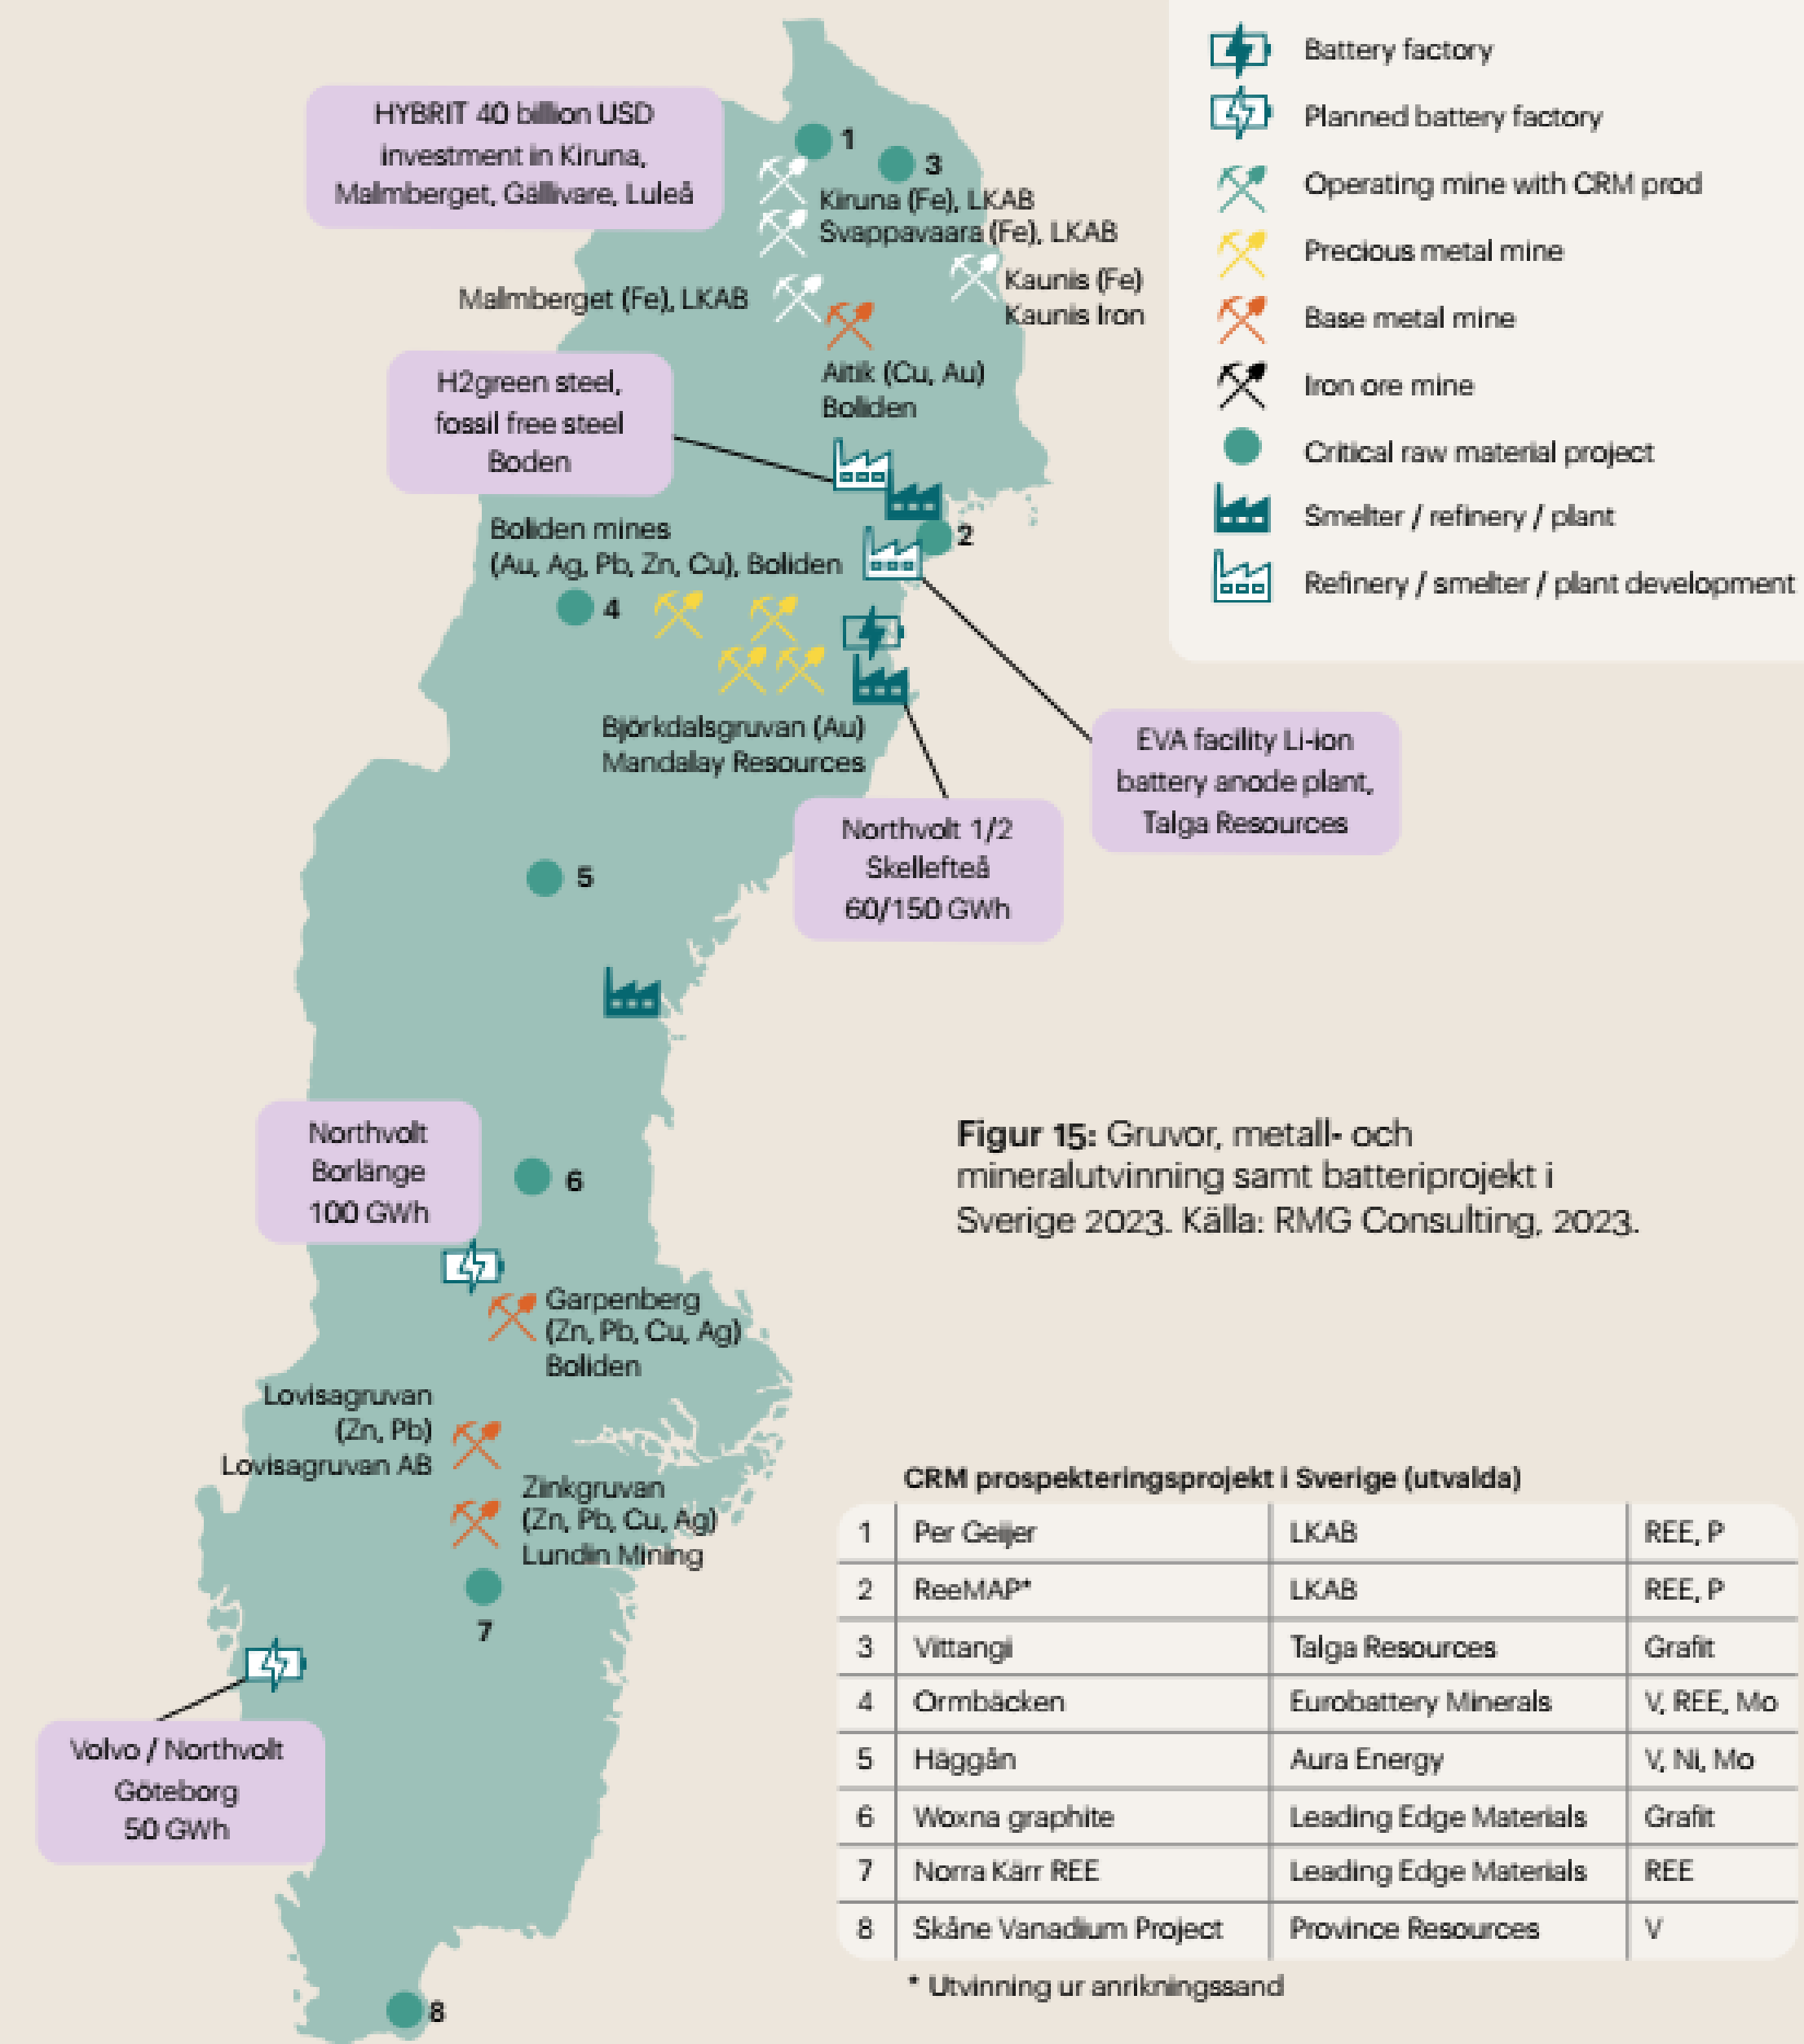 HYBRIT 40 billion USD
investment in Kiruna,
Malmberget, Gällivare, Luleå
1
3
Kiruna (Fe), LKAB
Svappavaara (Fe), LKAB
Kaunis (Fe)
Kaunis Iron
Malmberget (Fe), LKAB
Aitik (Cu, Au)
Boliden
H2green steel,
fossil free steel
Boden
2
Boliden mines
(Au, Ag, Pb, Zn, Cu), Boliden
4
Björkdalsgruvan (Au)
Mandalay Resources
EVA facility Li-ion
battery anode plant,
Talga Resources
Northvolt 1/2
Skellefteå
60/150 GWh
5
Northvolt
Borlänge
100 GWh
6
Garpenberg
(Zn, Pb, Cu, Ag)
Boliden
Lovisagruvan
(Zn, Pb)
Lovisagruvan AB
Zinkgruvan
(Zn, Pb, Cu, Ag)
Lundin Mining
7
Volvo / Northvolt
Göteborg
50 GWh
8
Battery factory
Planned battery factory
Operating mine with CRM prod
Precious metal mine
Base metal mine
Iron ore mine
Critical raw material project
Smelter / refinery / plant
Refinery / smelter / plant development
Figur 15: Gruvor, metall- och
mineralutvinning samt batteriprojekt i
Sverige 2023. Källa: RMG Consulting, 2023.
CRM prospekteringsprojekt i Sverige (utvalda)
1 Per Geijer LKAB REE, P
2 ReeMAP* LKAB REE, P
3 Vittangi Talga Resources Grafit
4 Ormbäcken Eurobattery Minerals V, REE, Mo
5 Häggån Aura Energy V, Ni, Mo
6 Woxna graphite Leading Edge Materials Grafit
7 Norra Kärr REE Leading Edge Materials REE
8 Skåne Vanadium Project Province Resources V
* Utvinning ur anrikningssand